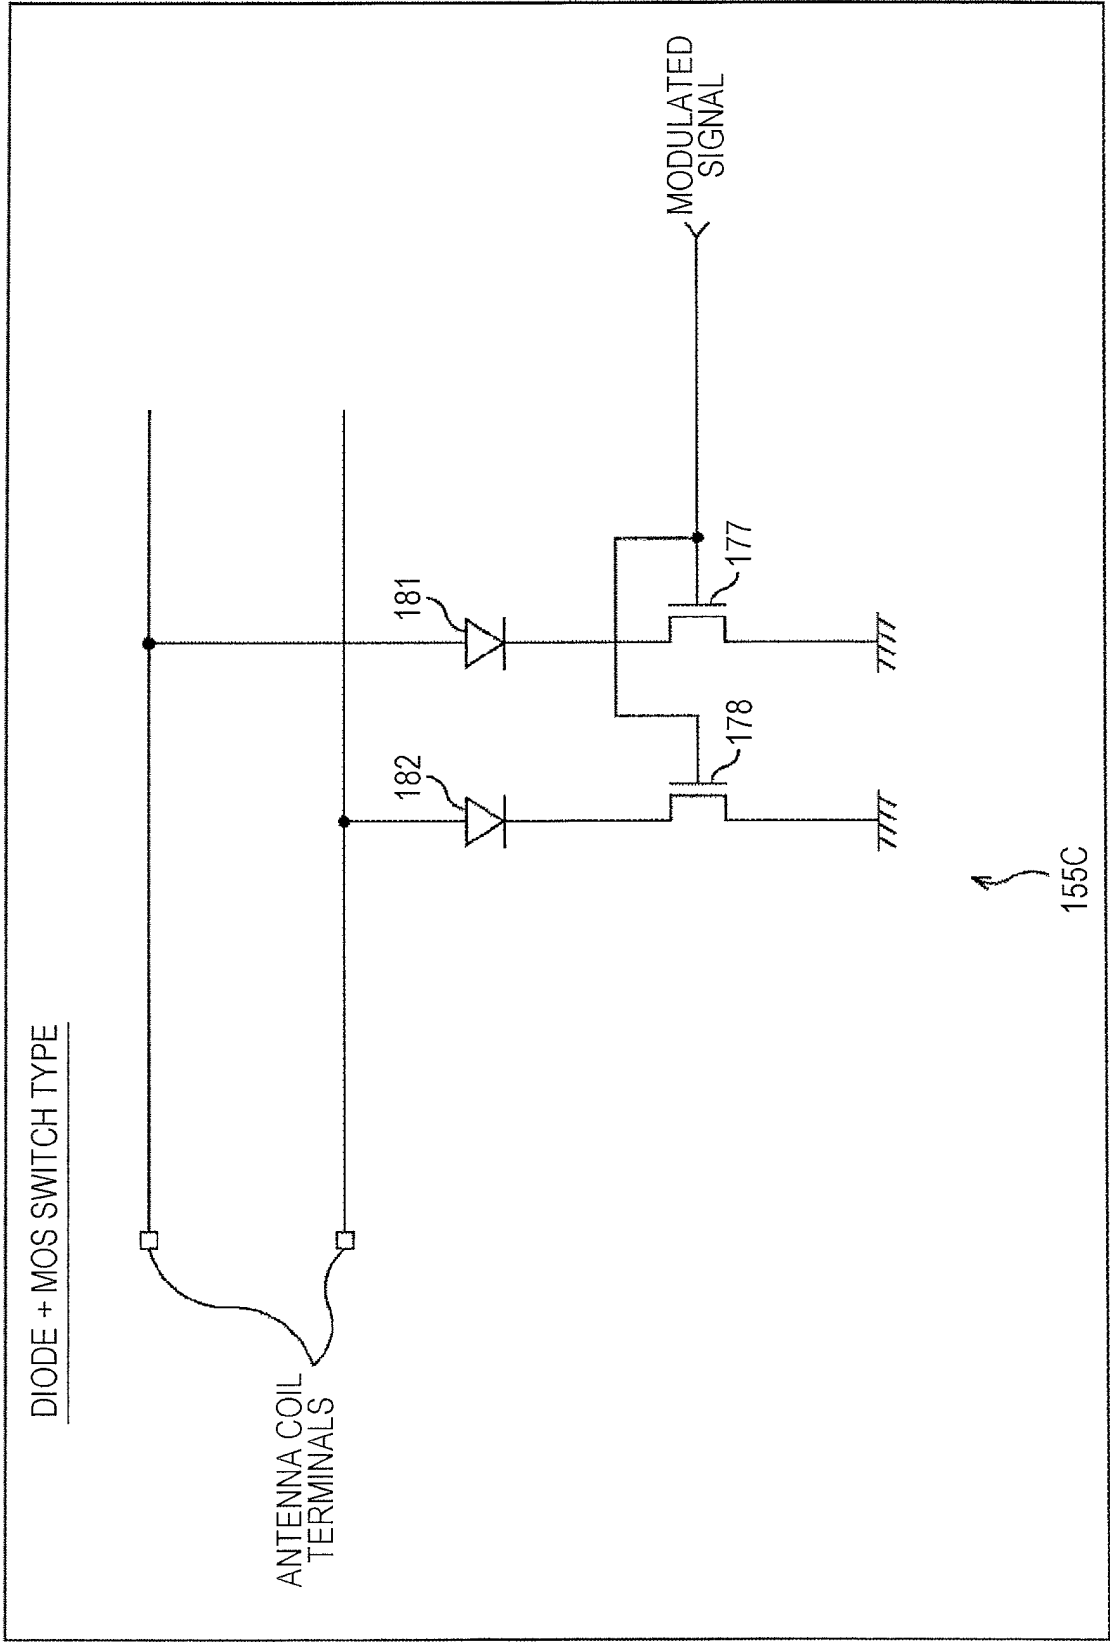 DIODE + MOS SWITCH TYPE
ANTENNA COIL
TERMINALS
182
181
178
177
MODULATED
SIGNAL
155C